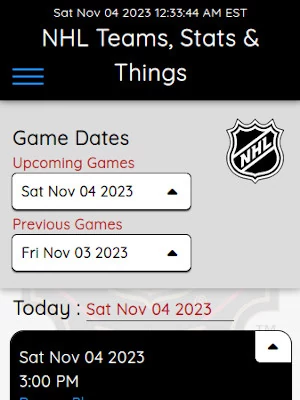 Sat Nov 04 2023 12:33:44 AM EST
NHL Teams, Stats &
Things
Game Dates
NHL
Upcoming Games
Sat Nov 04 2023
Previous Games
Fri Nov 03 2023
Today : Sat Nov 04 2023
Sat Nov 04 2023
3:00 PM